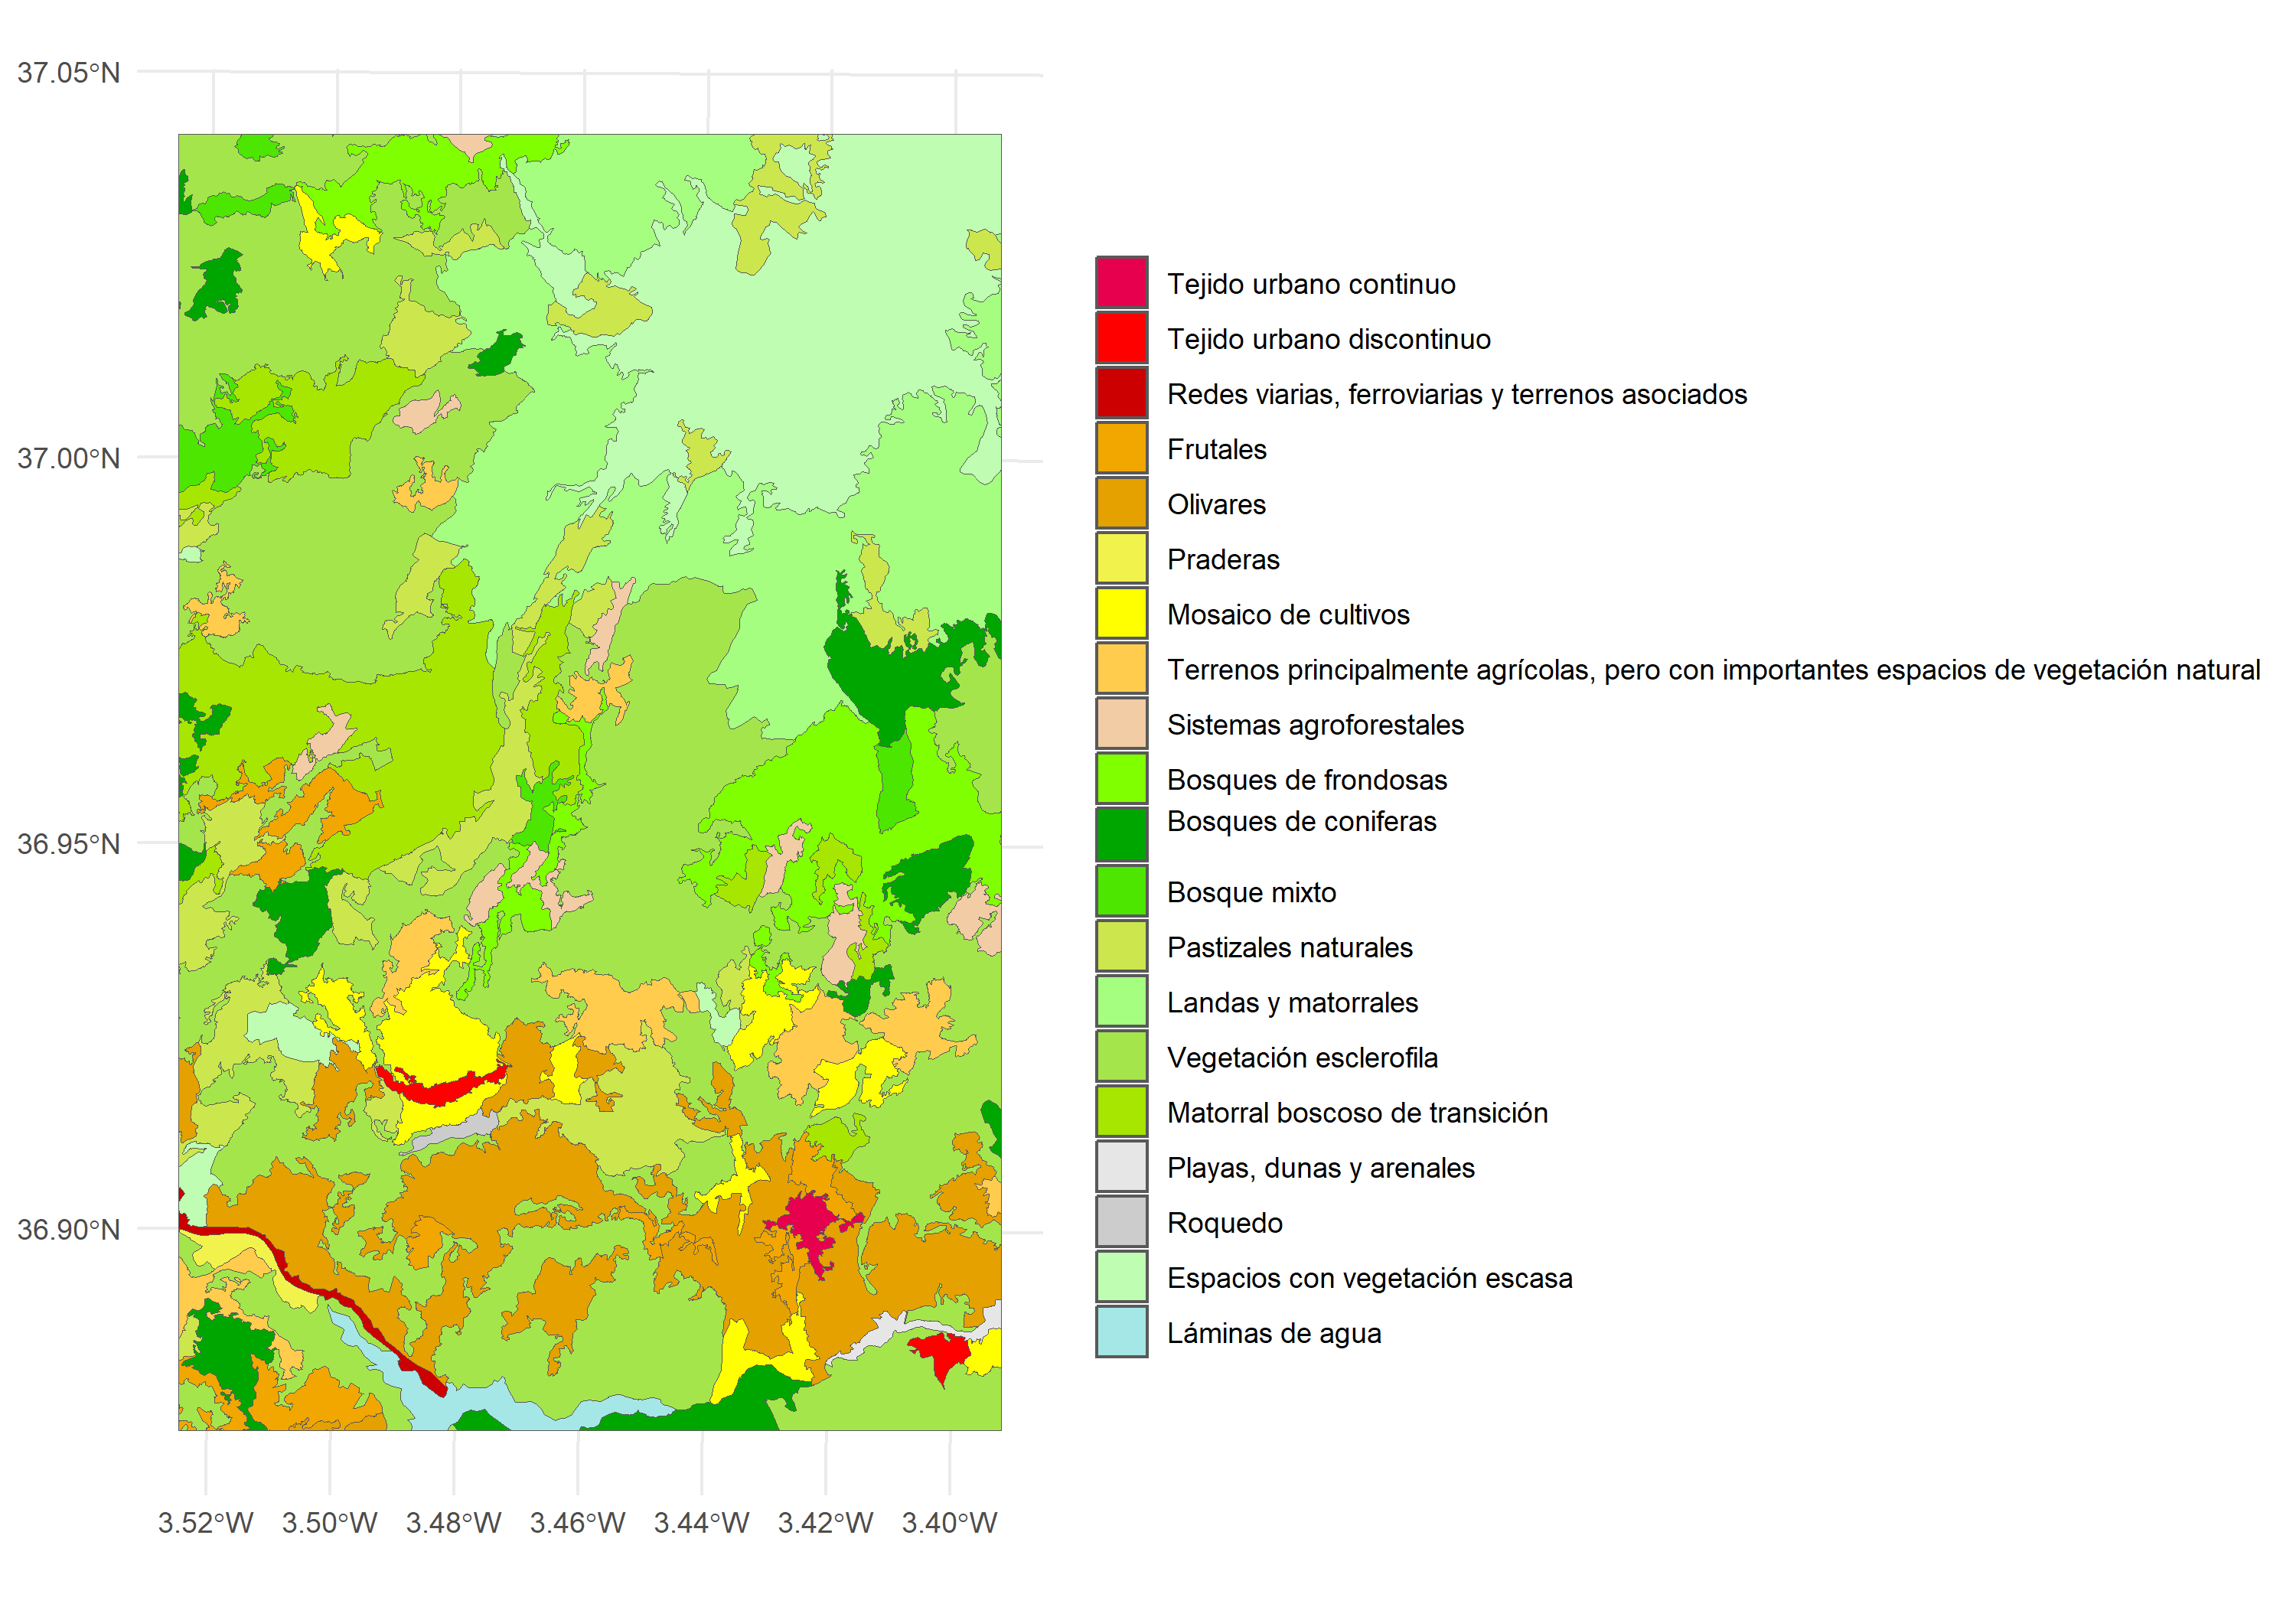 37.05°N
37.00°N
36.95°N
36.90°N
3.52°W 3.50°W 3.48°W 3.46°W 3.44°W 3.42°W 3.40°W
Tejido urbano continuo
Tejido urbano discontinuo
Redes viarias, ferroviarias y terrenos asociados
Frutales
Olivares
Praderas
Mosaico de cultivos
Terrenos principalmente agrícolas, pero con importantes espacios de vegetación natural
Sistemas agroforestales
Bosques de frondosas
Bosques de coniferas
Bosque mixto
Pastizales naturales
Landas y matorrales
Vegetación esclerofila
Matorral boscoso de transición
Playas, dunas y arenales
Roquedo
Espacios con vegetación escasa
Láminas de agua